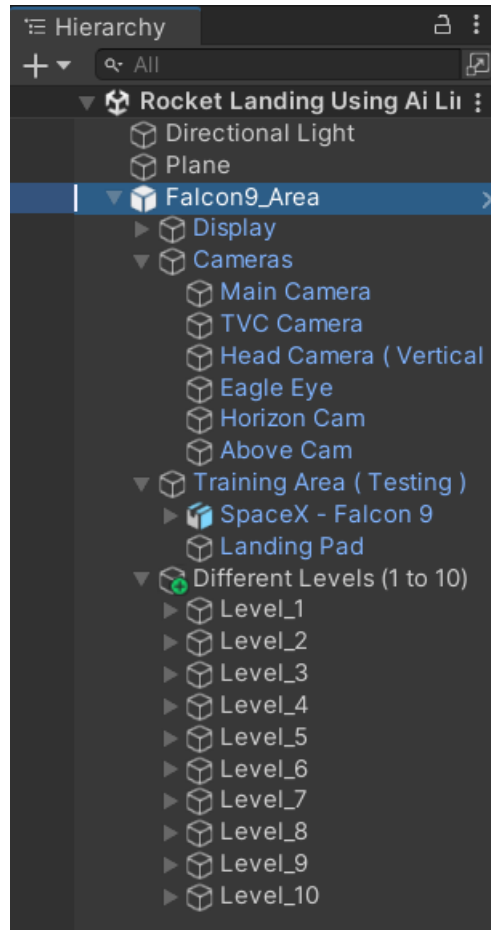 Hierarchy
All
Rocket Landing Using Ai Lii
Directional Light
Plane
Falcon9_Area
Display
Cameras
Main Camera
TVC Camera
Head Camera ( Vertical
Eagle Eye
Horizon Cam
Above Cam
Training Area ( Testing )
SpaceX - Falcon 9
Landing Pad
Different Levels (1 to 10)
Level_1
Level_2
Level_3
Level_4
Level_5
Level_6
Level_7
Level_8
Level_9
Level_10